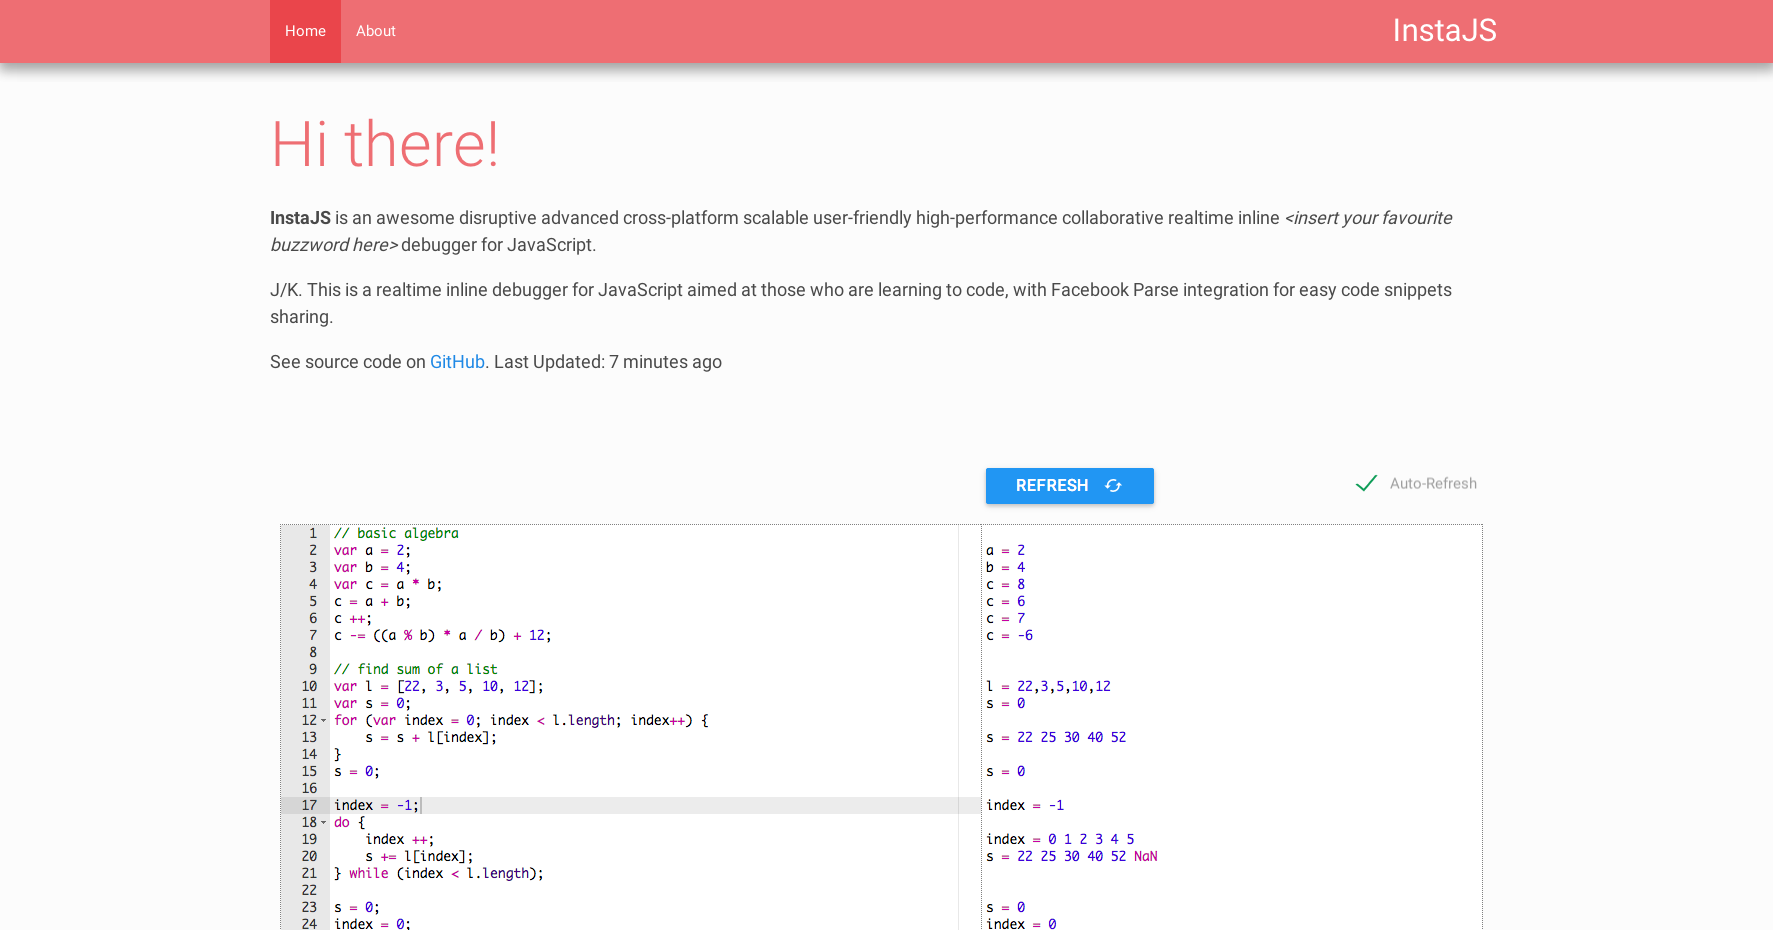 Home About InstaJS
Hi there!
InstaJS is an awesome disruptive advanced cross-platform scalable user-friendly high-performance collaborative realtime inline <insert your favourite
buzzword here> debugger for JavaScript.
J/K. This is a realtime inline debugger for JavaScript aimed at those who are learning to code, with Facebook Parse integration for easy code snippets
sharing.
See source code on GitHub. Last Updated: 7 minutes ago
REFRESH Auto-Refresh
1 // basic algebra
2 var a = 2; a = 2
3 var b = 4; b = 4
4 var c = a * b; c = 8
5 c = a + b; c = 6
6 c ++; c = 7
7 c -= ((a % b) * a / b) + 12; c = -6
8
9 // find sum of a list
10 var l = [22, 3, 5, 10, 12]; l = 22,3,5,10,12
11 var s = 0; s = 0
12 for (var index = 0; index < l.length; index++) {
13 s = s + l[index]; s = 22 25 30 40 52
14 }
15 s = 0; s = 0
16
17 index = -1; index = -1
18 do {
19 index ++; index = 0 1 2 3 4 5
20 s += l[index]; s = 22 25 30 40 52 NaN
21 } while (index < l.length);
22
23 s = 0; s = 0
24 index = 0; index = 0